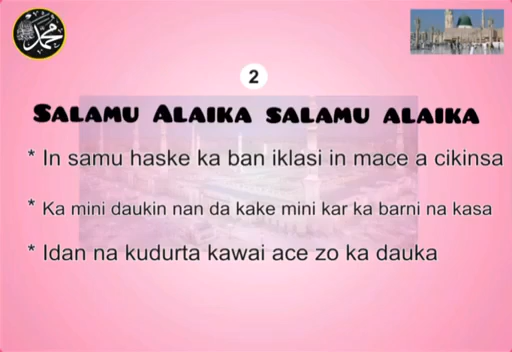 محمد
2
SALAMU ALAIKA SALAMU ALAIKA
* In samu haske ka ban iklasi in mace a cikinsa
* Ka mini daukin nan da kake mini kar ka barni na kasa
* Idan na kudurta kawai ace zo ka dauka